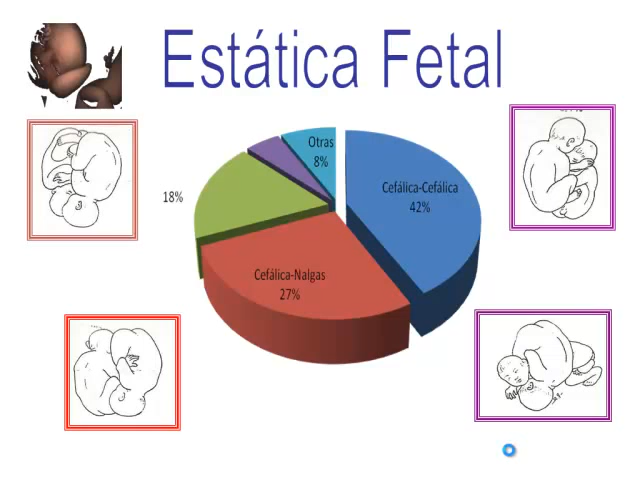 Estática Fetal
Otras
8%
Cefálica-Cefálica
42%
18%
Cefálica-Nalgas
27%